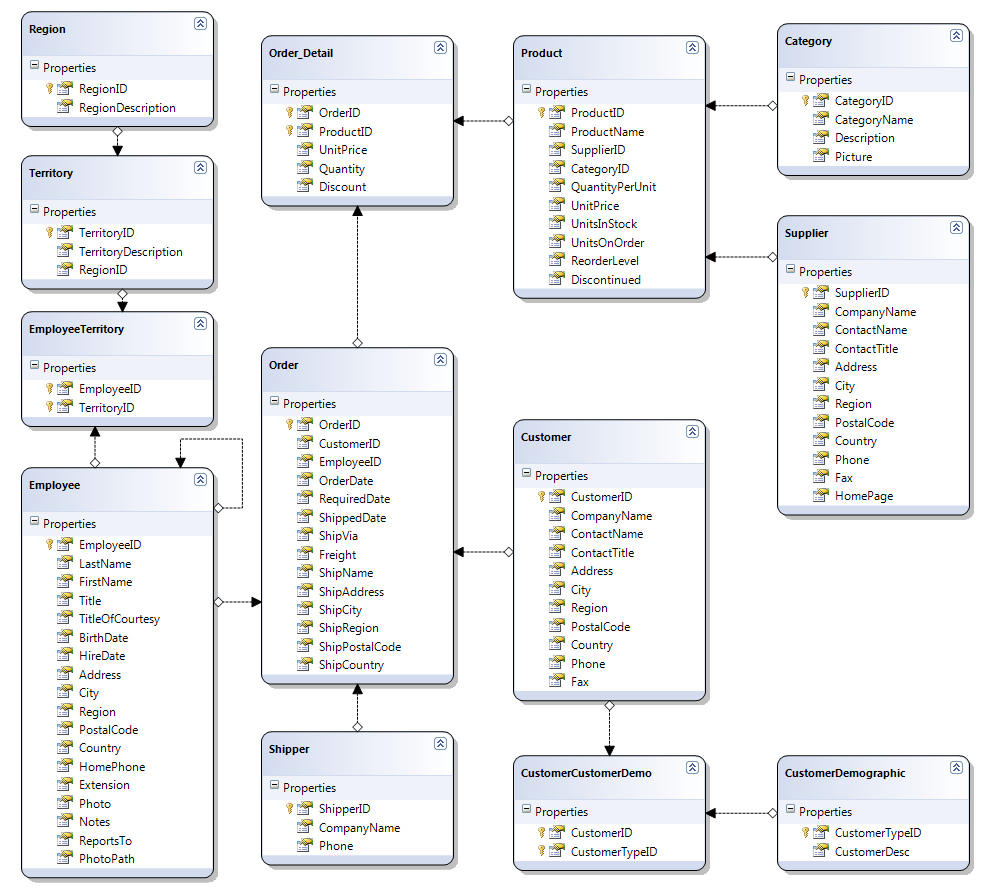 Region
Properties
RegionID
RegionDescription
Territory
Properties
TerritoryID
TerritoryDescription
RegionID
EmployeeTerritory
Properties
EmployeeID
TerritoryID
Employee
Properties
EmployeeID
LastName
FirstName
Title
TitleOfCourtesy
BirthDate
HireDate
Address
City
Region
PostalCode
Country
HomePhone
Extension
Photo
Notes
ReportsTo
PhotoPath
Order_Detail
Properties
OrderID
ProductID
UnitPrice
Quantity
Discount
Order
Properties
OrderID
CustomerID
EmployeeID
OrderDate
RequiredDate
ShippedDate
ShipVia
Freight
ShipName
ShipAddress
ShipCity
ShipRegion
ShipPostalCode
ShipCountry
Shipper
Properties
ShipperID
CompanyName
Phone
Product
Properties
ProductID
ProductName
SupplierID
CategoryID
QuantityPerUnit
UnitPrice
UnitsInStock
UnitsOnOrder
ReorderLevel
Discontinued
Customer
Properties
CustomerID
CompanyName
ContactName
ContactTitle
Address
City
Region
PostalCode
Country
Phone
Fax
CustomerCustomerDemo
Properties
CustomerID
CustomerTypeID
Category
Properties
CategoryID
CategoryName
Description
Picture
Supplier
Properties
SupplierID
CompanyName
ContactName
ContactTitle
Address
City
Region
PostalCode
Country
Phone
Fax
HomePage
CustomerDemographic
Properties
CustomerTypeID
CustomerDesc